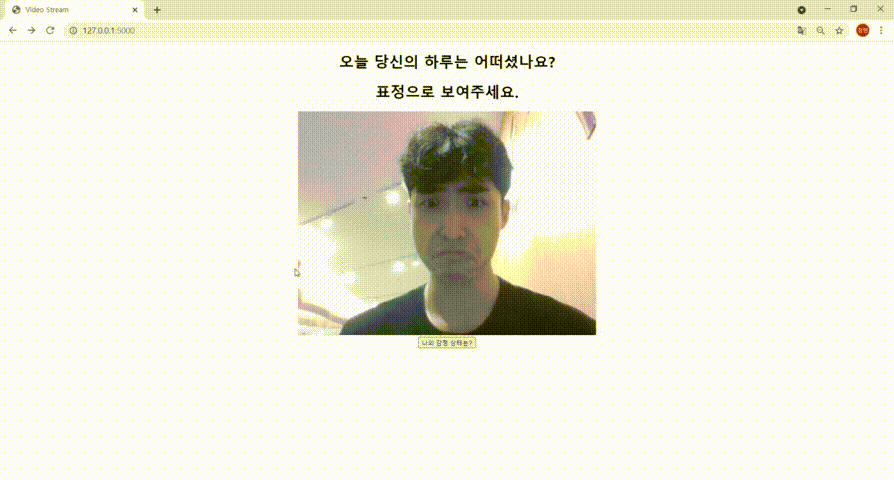 Video Stream
127.0.0.1:5000
오늘 당신의 하루는 어떠셨나요?
표정으로 보여주세요.
나의 감정 상태는?